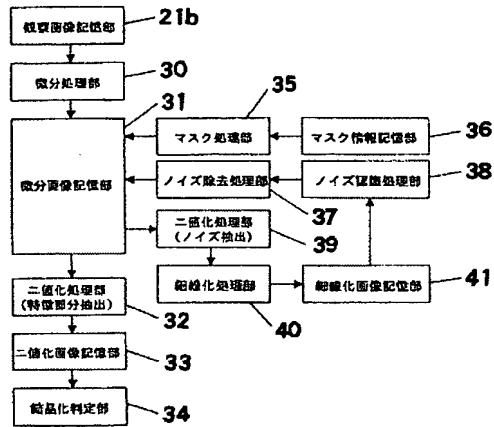 観察画像記憶部
21b
微分処理部
30
31
35
微分画像記憶部
マスク処理部
マスク情報記憶部
36
ノイズ除去処理部
ノイズ認識処理部
38
37
二値化処理部
(ノイズ抽出)
39
二値化処理部
(特徴部分抽出)
32
細線化処理部
細線化画像記憶部
41
40
二値化画像記憶部
33
結晶化判定部
34